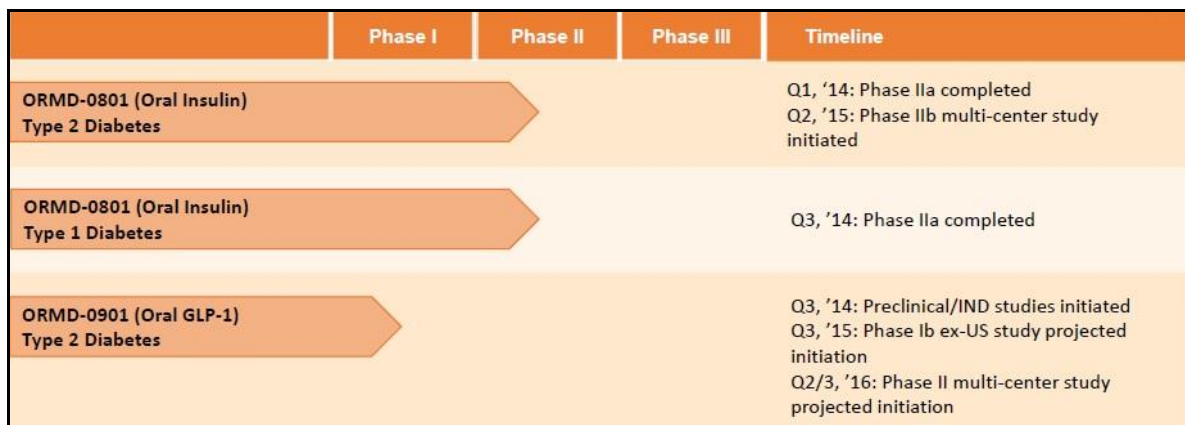 Phase I Phase II Phase III Timeline
ORMD-0801 (Oral Insulin)
Type 2 Diabetes
Q1, ‘14: Phase IIa completed
Q2, ’15: Phase IIb multi-center study
initiated
ORMD-0801 (Oral Insulin)
Type 1 Diabetes
Q3, ’14: Phase IIa completed
ORMD-0901 (Oral GLP-1)
Type 2 Diabetes
Q3, ’14: Preclinical/IND studies initiated
Q3, ’15: Phase Ib ex-US study projected
initiation
Q2/3, ’16: Phase II multi-center study
projected initiation